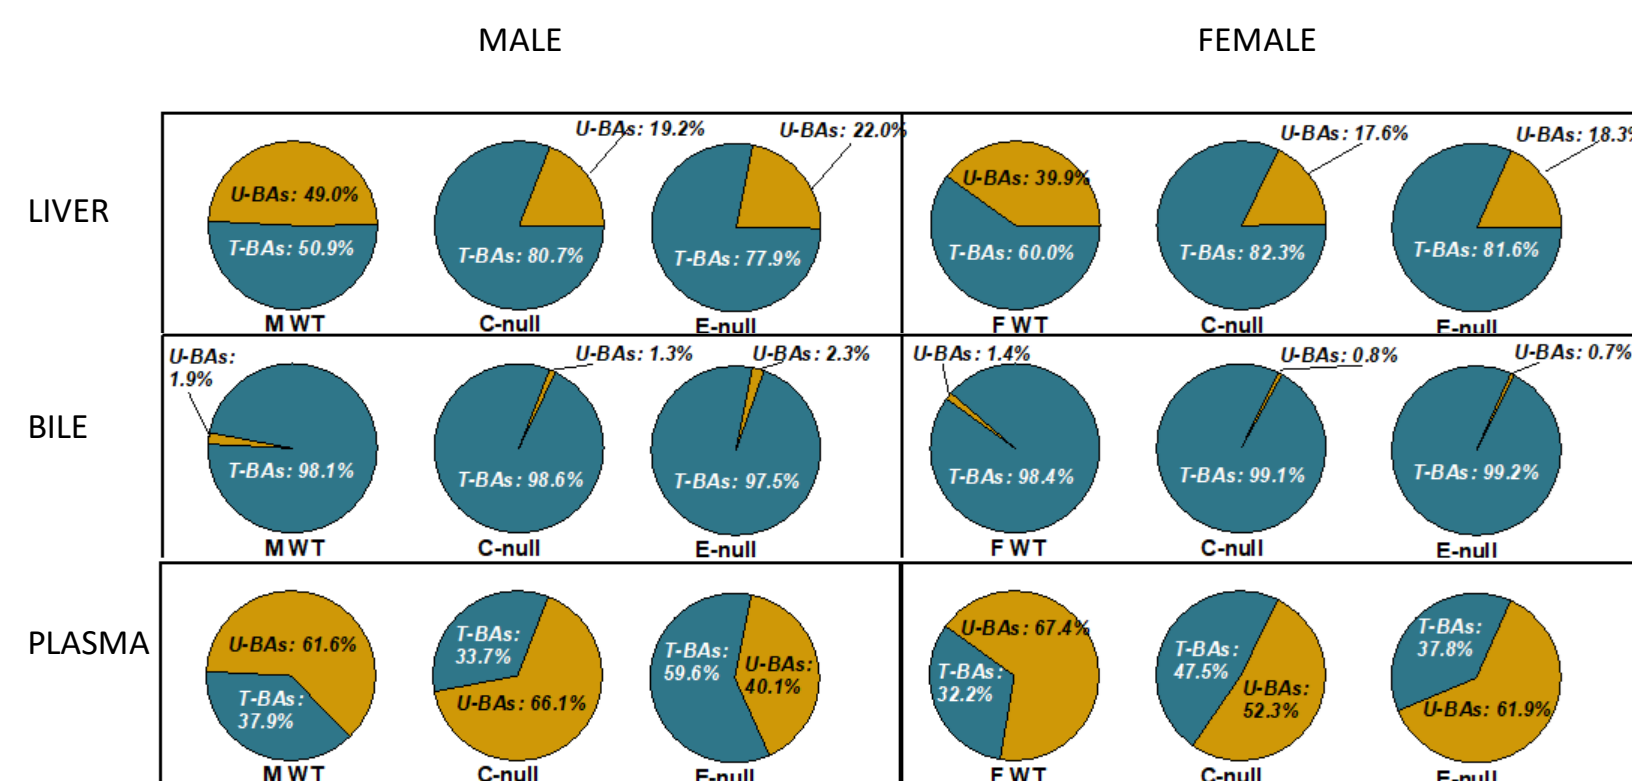 MALE
FEMALE
LIVER
U-BAs: 49.0%
T-BAs: 50.9%
M WT
U-BAs: 19.2%
T-BAs: 80.7%
C-null
U-BAs: 22.0%
T-BAs: 77.9%
E-null
U-BAs: 39.9%
T-BAs: 60.0%
F WT
U-BAs: 17.6%
T-BAs: 82.3%
C-null
U-BAs: 18.3%
T-BAs: 81.6%
E-null
BILE
U-BAs:
1.9%
T-BAs: 98.1%
M WT
U-BAs: 1.3%
T-BAs: 98.6%
C-null
U-BAs: 2.3%
T-BAs: 97.5%
E-null
U-BAs: 1.4%
T-BAs: 98.4%
F WT
U-BAs: 0.8%
T-BAs: 99.1%
C-null
U-BAs: 0.7%
T-BAs: 99.2%
E-null
PLASMA
U-BAs: 61.6%
T-BAs:
37.9%
M WT
T-BAs:
33.7%
U-BAs: 66.1%
C-null
T-BAs:
59.6%
U-BAs:
40.1%
E-null
U-BAs: 67.4%
T-BAs:
32.2%
F WT
T-BAs:
47.5%
U-BAs:
52.3%
C-null
T-BAs:
37.8%
U-BAs: 61.9%
E-null